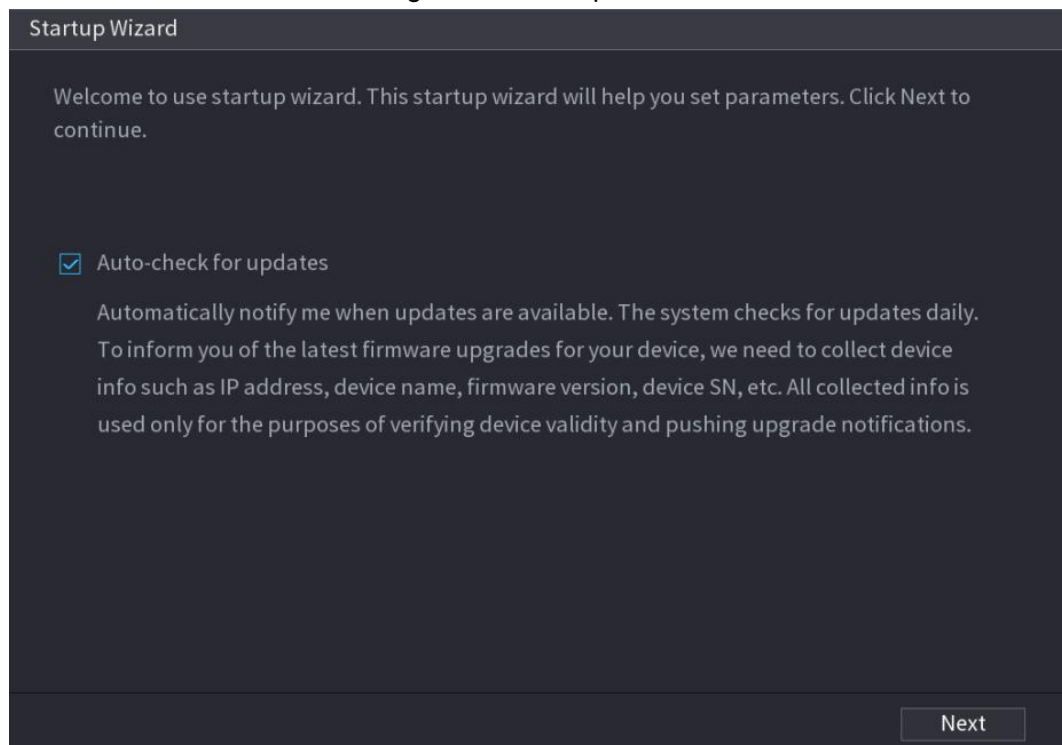 Startup Wizard
Welcome to use startup wizard. This startup wizard will help you set parameters. Click Next to
continue.
Auto-check for updates
Automatically notify me when updates are available. The system checks for updates daily.
To inform you of the latest firmware upgrades for your device, we need to collect device
info such as IP address, device name, firmware version, device SN, etc. All collected info is
used only for the purposes of verifying device validity and pushing upgrade notifications.
Next